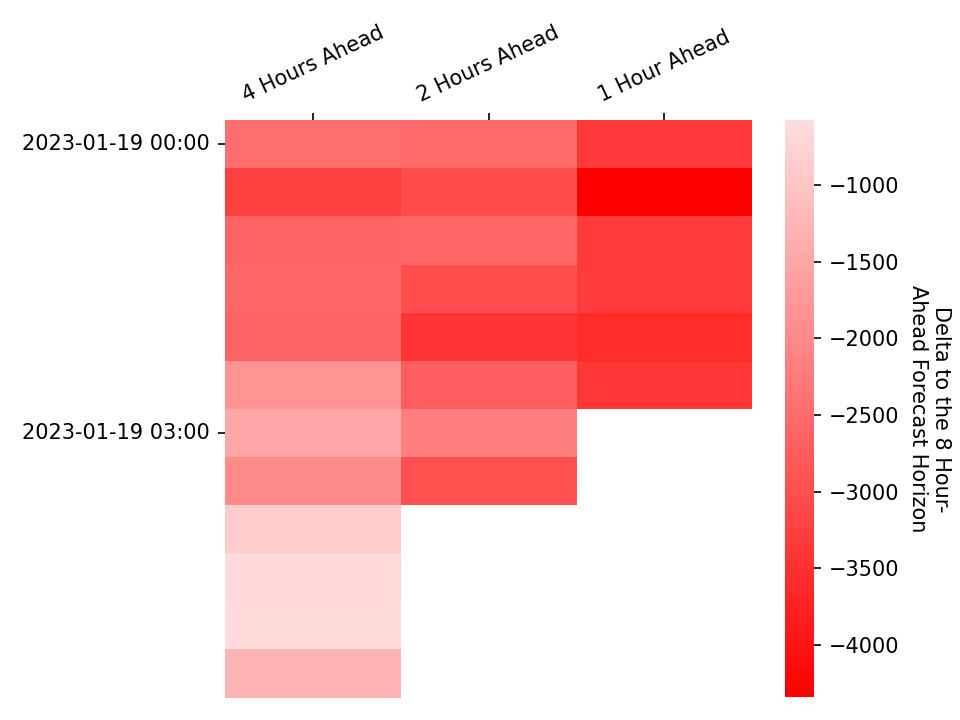 4 Hours Ahead
2 Hours Ahead
1 Hour Ahead
2023-01-19 00:00
2023-01-19 03:00
−1000
−1500
−2000
−2500
−3000
−3500
−4000
Delta to the 8 Hour-
Ahead Forecast Horizon